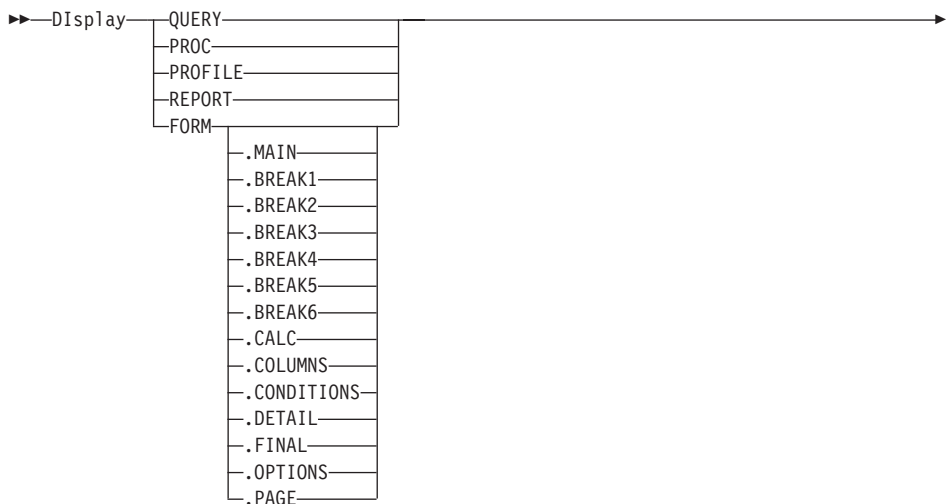 DIsplay QUERY
PROC
PROFILE
REPORT
FORM
.MAIN
.BREAK1
.BREAK2
.BREAK3
.BREAK4
.BREAK5
.BREAK6
.CALC
.COLUMNS
.CONDITIONS
.DETAIL
.FINAL
.OPTIONS
.PAGE